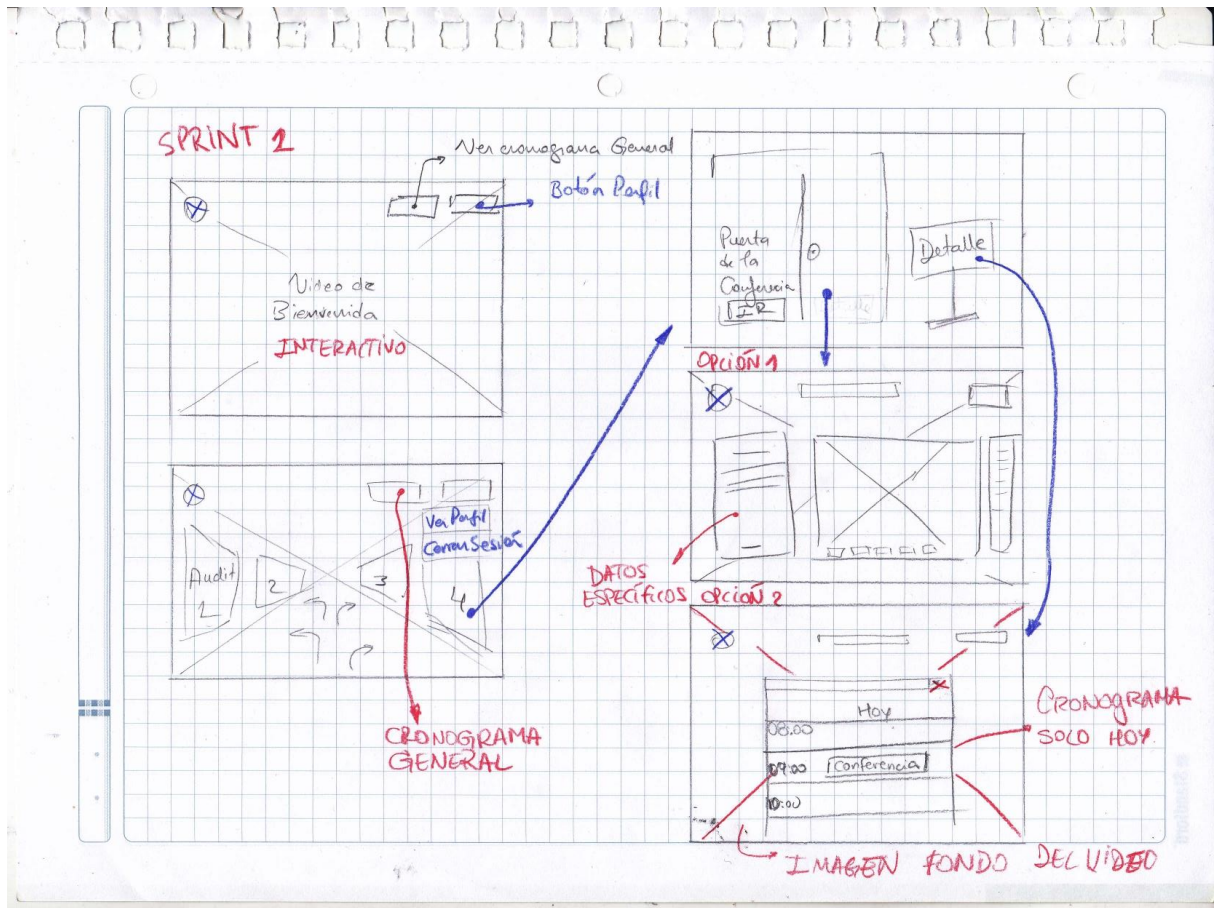 SPRINT
Ver cronograma General
Botón Perfil
Video de
Bienvenida
INTERACTIVO
Ver Perfil
Cerrar Sesión
Audit
1
2
3
4
CRONOGRAMA
GENERAL
Puerta
de la
Conferencia
IR
Detalle
OPCIÓN 1
DATOS
ESPECÍFICOS
OPCIÓN 2
Hoy
08:00
09:00 Conferencia
10:00
CRONOGRAMA
SOLO HOY
IMAGEN FONDO DEL VIDEO